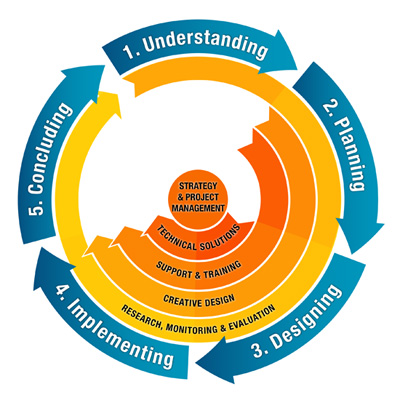 1. Understanding
2. Planning
3. Designing
4. Implementing
5. Concluding
STRATEGY
& PROJECT
MANAGEMENT
TECHNICAL SOLUTIONS
SUPPORT & TRAINING
CREATIVE DESIGN
RESEARCH, MONITORING & EVALUATION